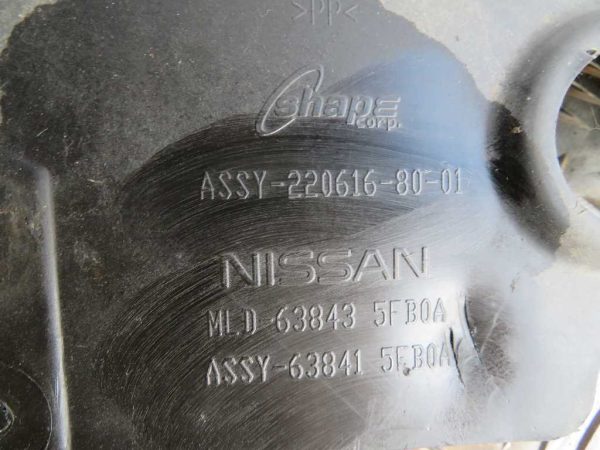 >PP<
shape
corp.
ASSY-220616-80-01
NISSAN
MLD 63843 5FB0A
ASSY-63841 5FB0A